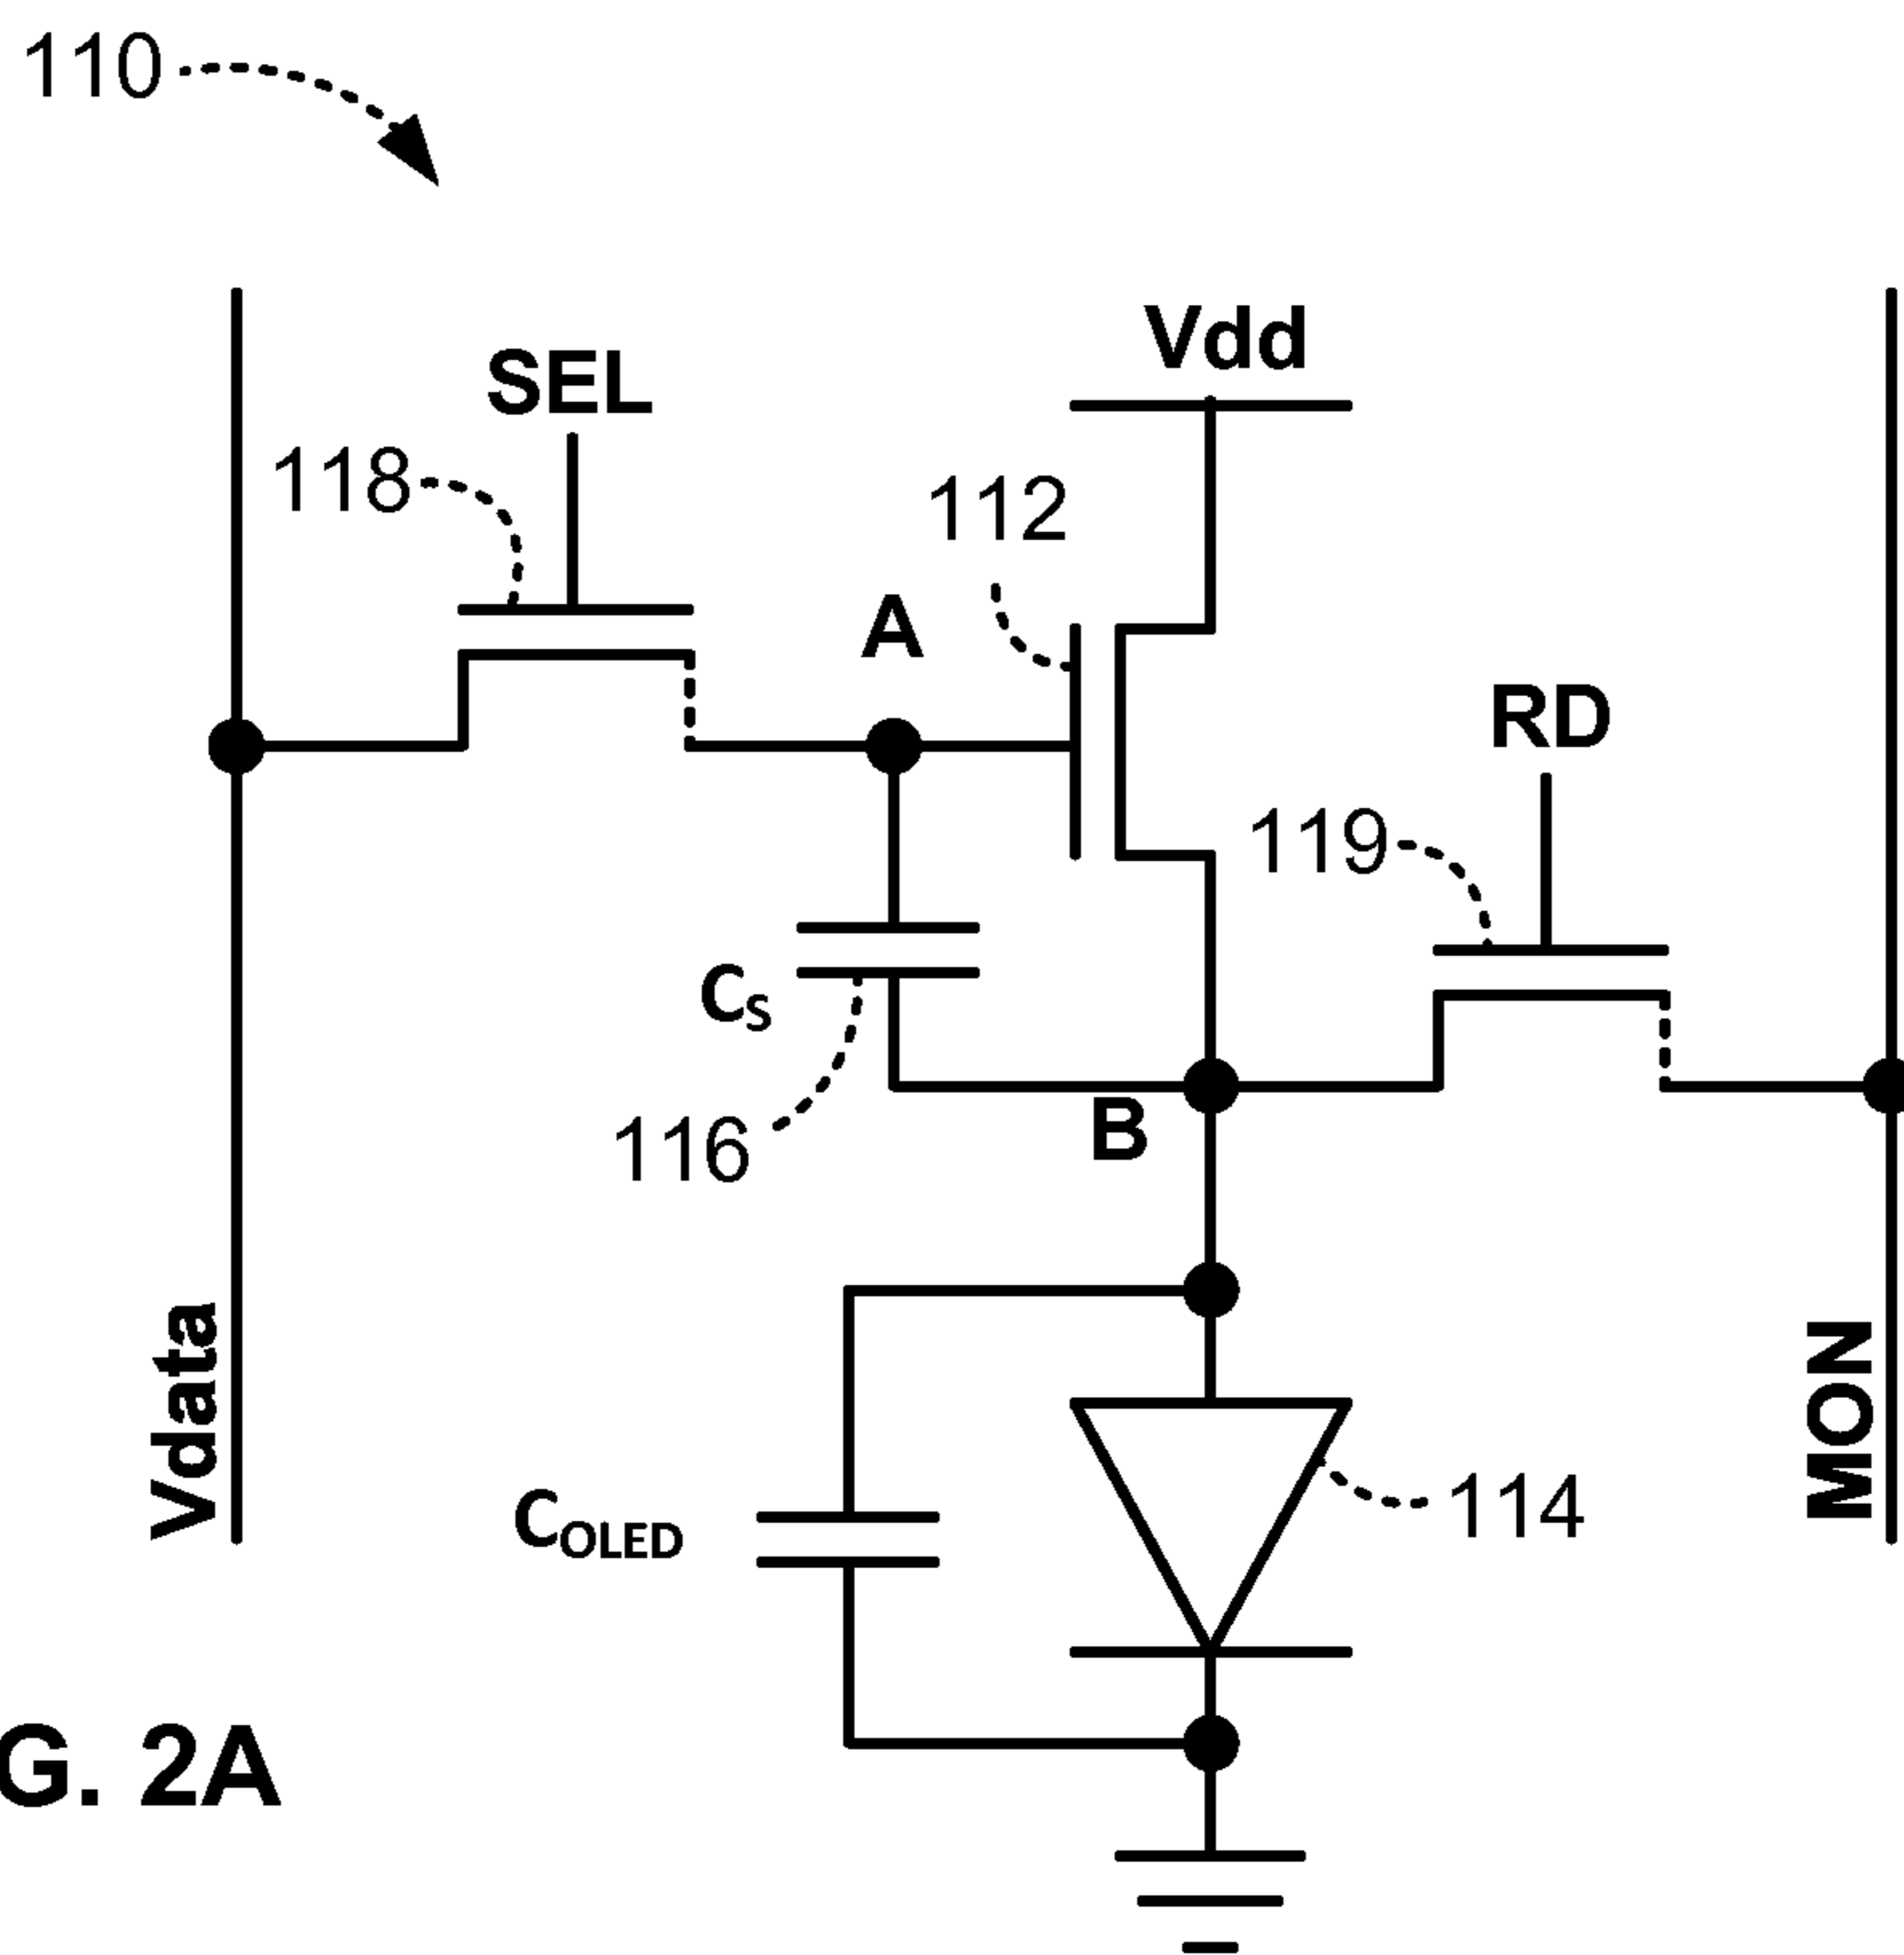 110
Vdd
SEL
118
112
A
RD
119
CS
B
116
Vdata
MON
COLED
114
G. 2A